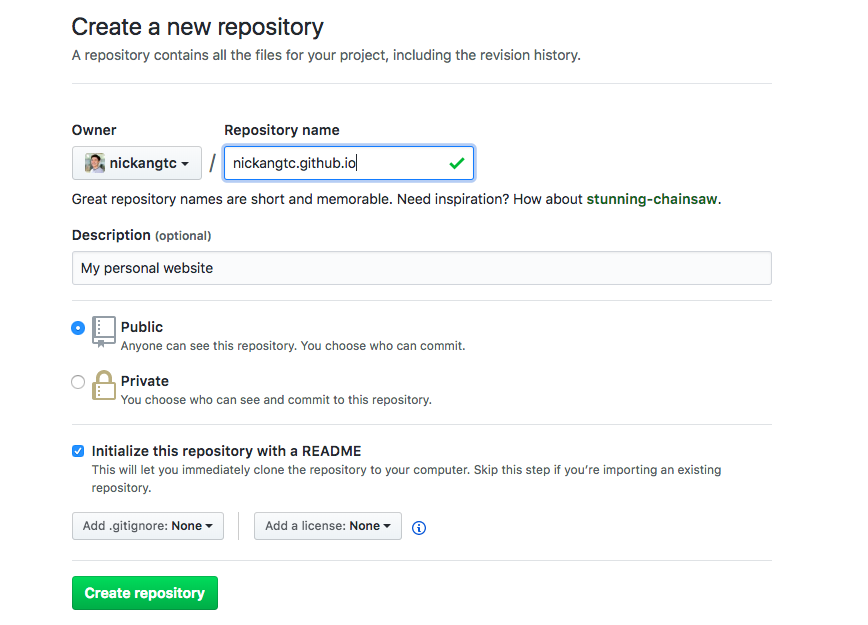 Create a new repository
A repository contains all the files for your project, including the revision history.
Owner Repository name
nickangtc / nickangtc.github.io
Great repository names are short and memorable. Need inspiration? How about stunning-chainsaw.
Description (optional)
My personal website
Public
Anyone can see this repository. You choose who can commit.
Private
You choose who can see and commit to this repository.
Initialize this repository with a README
This will let you immediately clone the repository to your computer. Skip this step if you’re importing an existing
repository.
Add .gitignore: None Add a license: None
Create repository